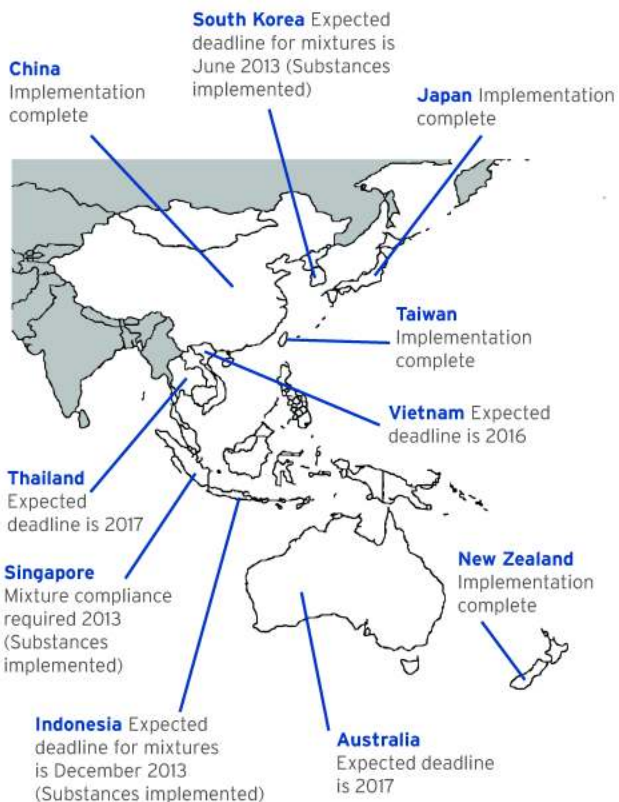 South Korea Expected
deadline for mixtures is
June 2013 (Substances
implemented)
China
Implementation
complete
Japan Implementation
complete
Taiwan
Implementation
complete
Vietnam Expected
deadline is 2016
Thailand
Expected
deadline is 2017
Singapore
Mixture compliance
required 2013
(Substances
implemented)
New Zealand
Implementation
complete
Indonesia Expected
deadline for mixtures
is December 2013
(Substances implemented)
Australia
Expected deadline
is 2017